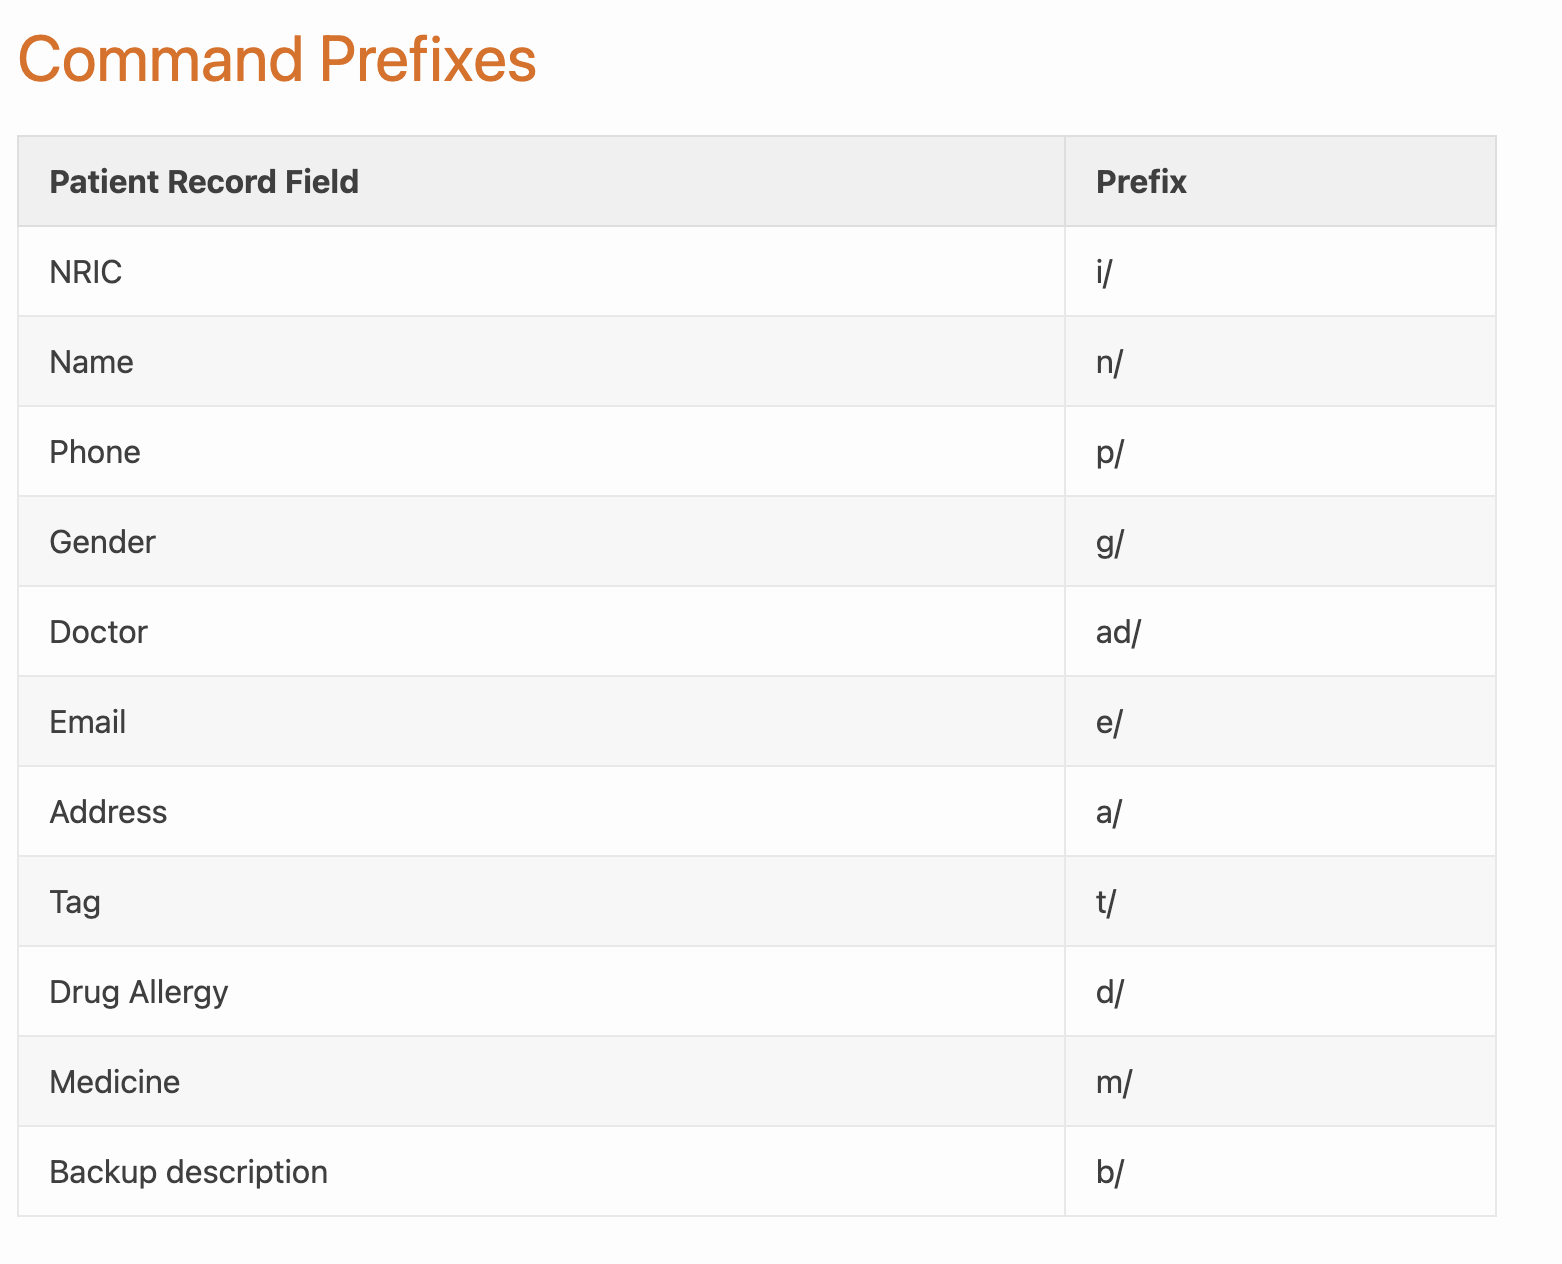 Command Prefixes
Patient Record Field Prefix
NRIC i/
Name n/
Phone p/
Gender g/
Doctor ad/
Email e/
Address a/
Tag t/
Drug Allergy d/
Medicine m/
Backup description b/